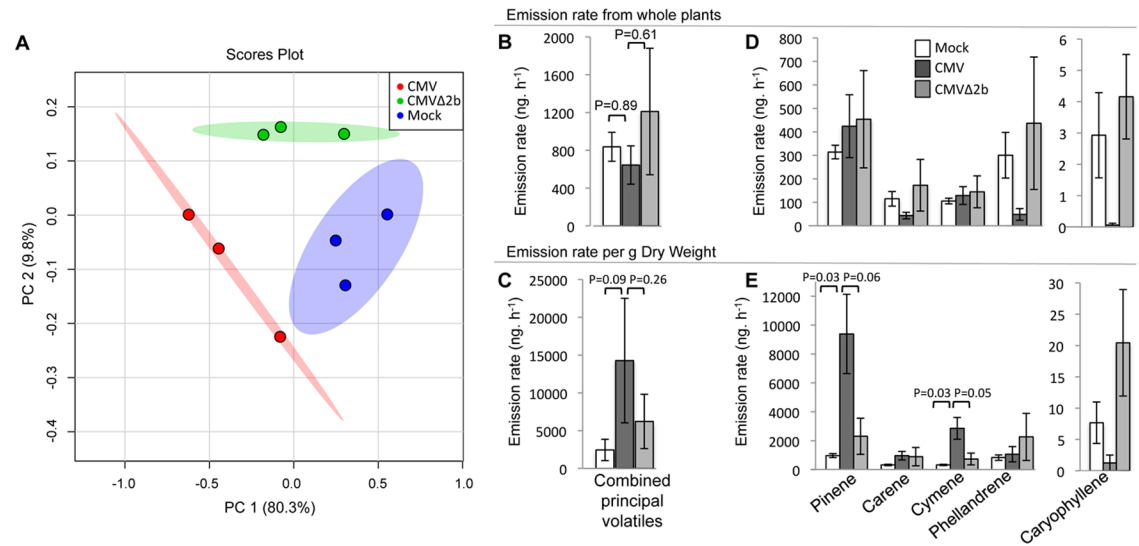 Emission rate from whole plants
A
Scores Plot
CMV
CMVΔ2b
Mock
0.2
0.1
0.0
-0.1
-0.2
-0.3
-0.4
PC 2 (9.8%)
-1.0
-0.5
0.0
0.5
1.0
PC 1 (80.3%)
B
2000
1600
1200
800
400
0
Emission rate (ng. h⁻¹)
P=0.61
P=0.89
D
800
700
600
500
400
300
200
100
0
Emission rate (ng. h⁻¹)
Mock
CMV
CMVΔ2b
6
5
4
3
2
1
0
Emission rate per g Dry Weight
C
25000
20000
15000
10000
5000
0
Emission rate (ng. h⁻¹)
P=0.09
P=0.26
Combined
principal
volatiles
E
12000
10000
8000
6000
4000
2000
0
Emission rate (ng. h⁻¹)
P=0.03
P=0.06
P=0.03
P=0.05
Pinene
Carene
Cymene
Phellandrene
30
25
20
15
10
5
0
Caryophyllene